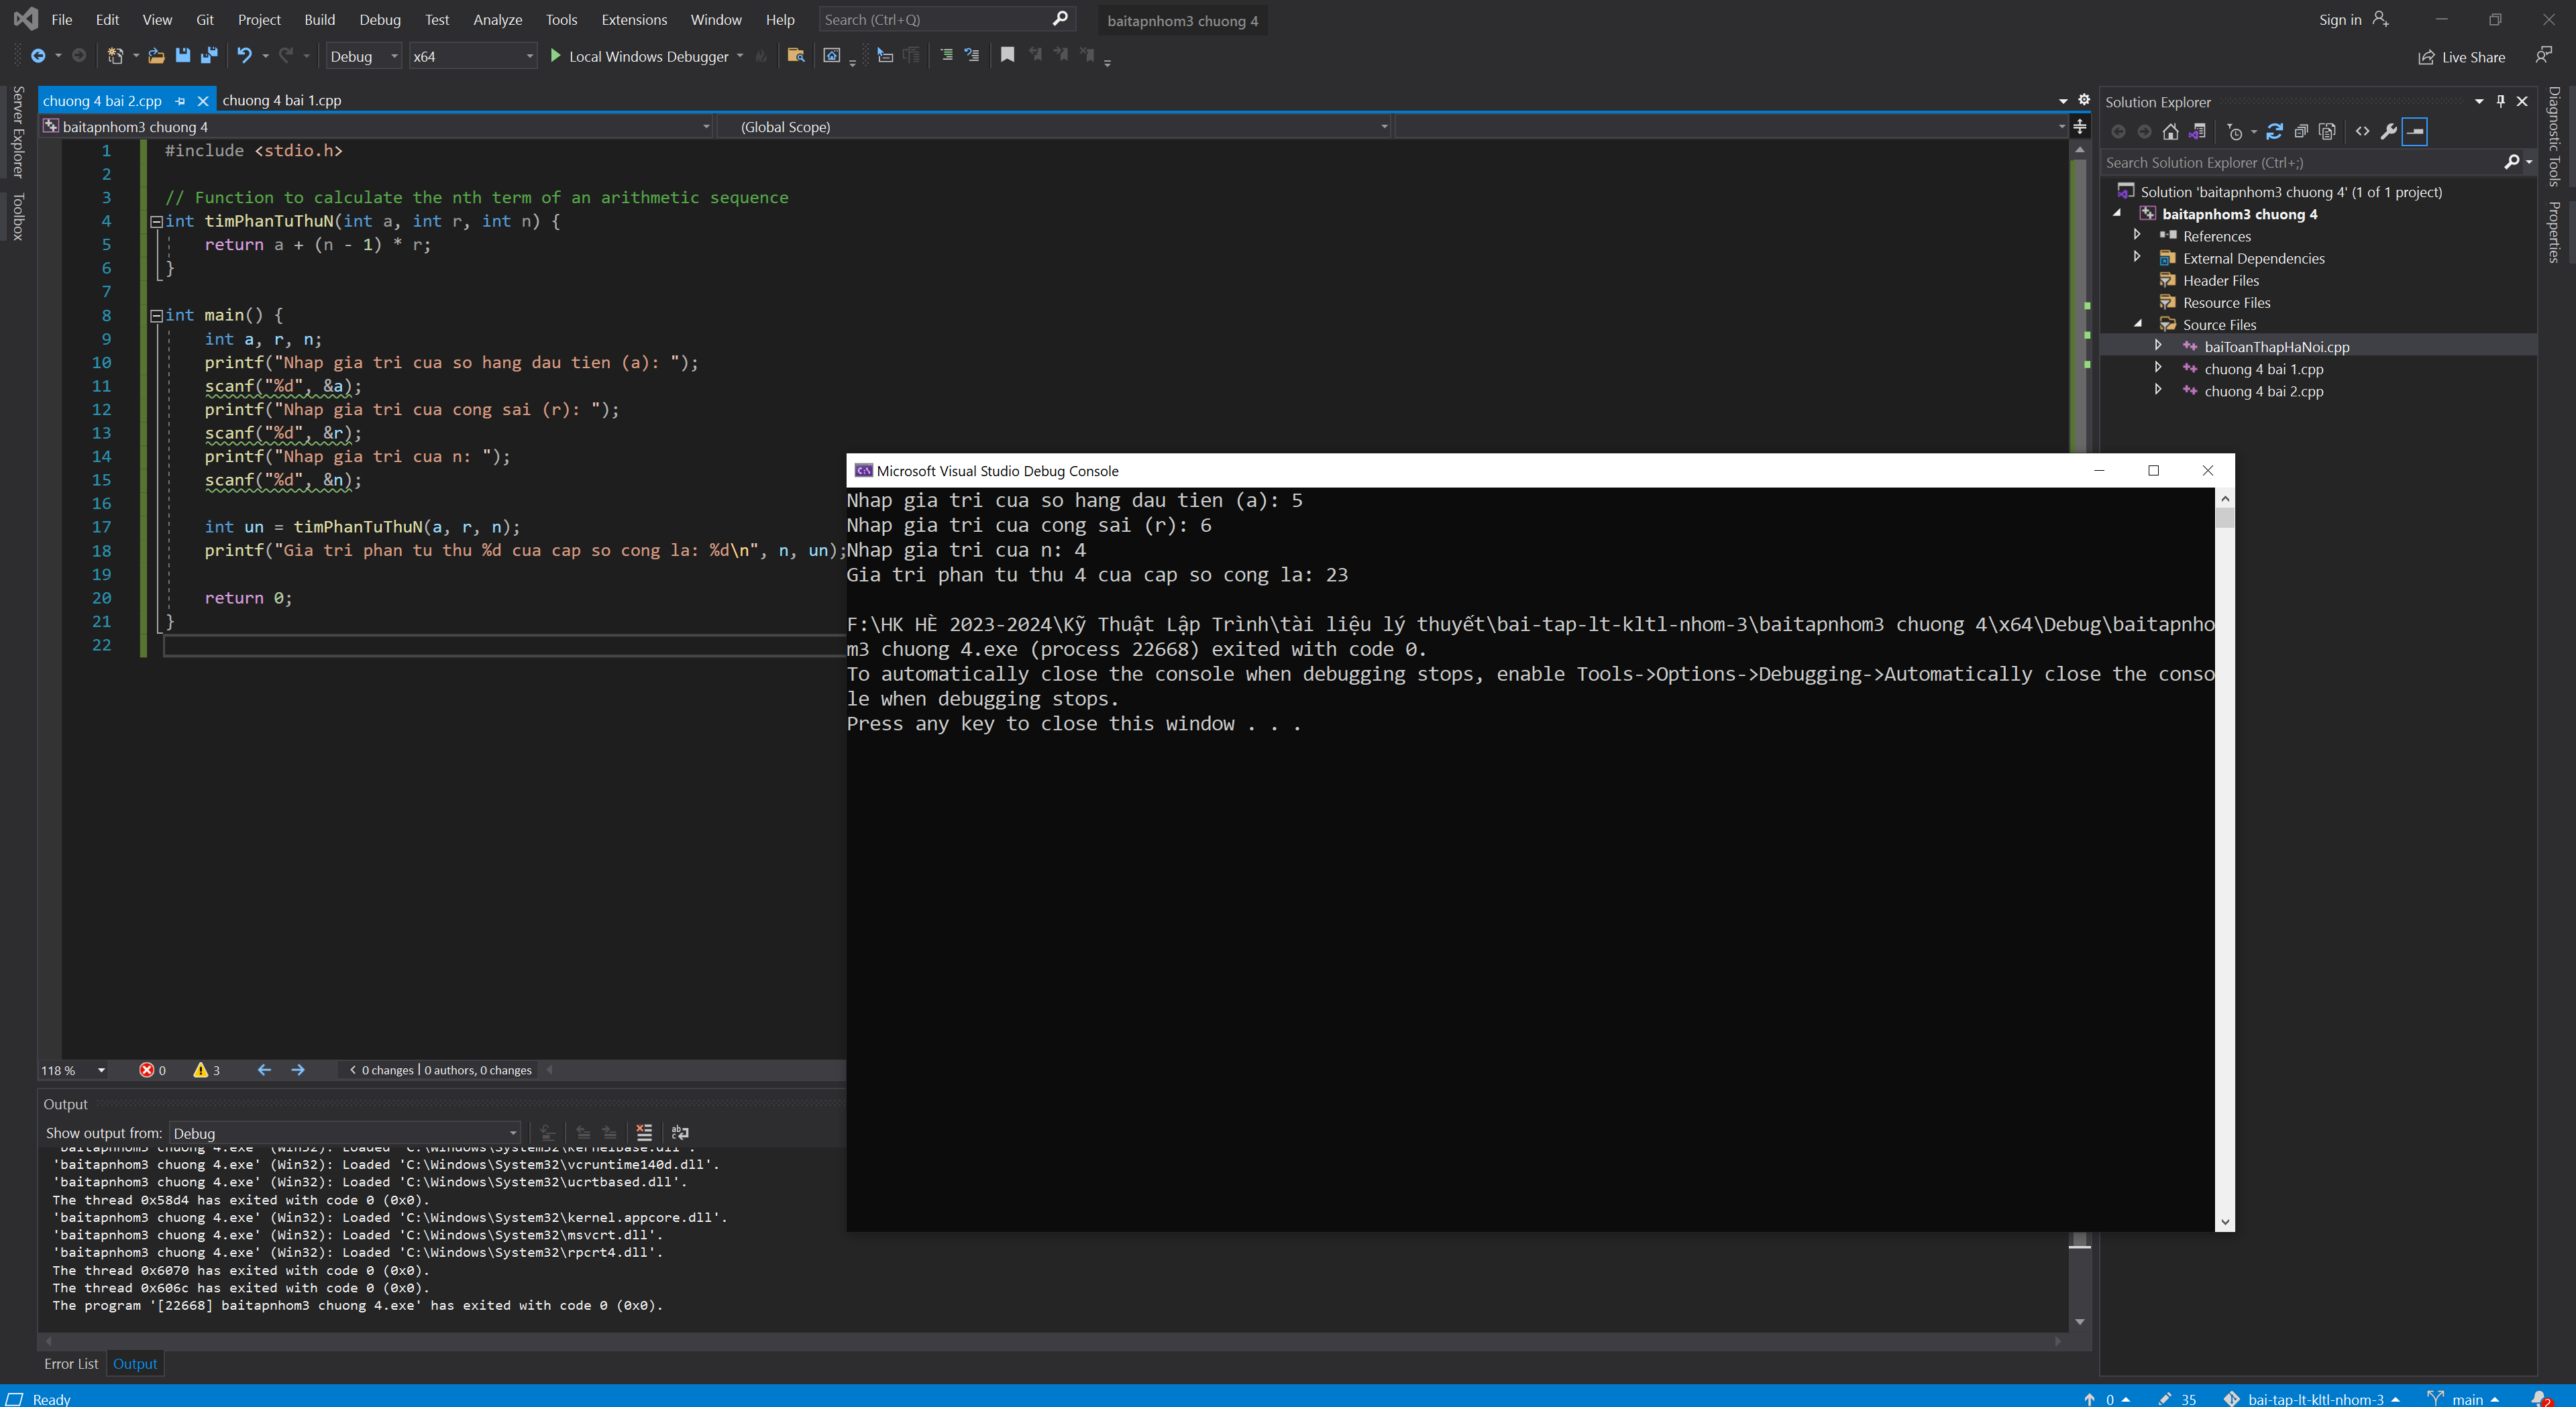 File Edit View Git Project Build Debug Test Analyze Tools Extensions Window Help Search (Ctrl+Q) baitapnhom3 chuong 4 Sign in
Debug x64 Local Windows Debugger Live Share
Server Explorer
Toolbox
chuong 4 bai 2.cpp chuong 4 bai 1.cpp
baitapnhom3 chuong 4 (Global Scope)
1 #include <stdio.h>
2
3 // Function to calculate the nth term of an arithmetic sequence
4 int timPhanTuThuN(int a, int r, int n) {
5 return a + (n - 1) * r;
6 }
7
8 int main() {
9 int a, r, n;
10 printf("Nhap gia tri cua so hang dau tien (a): ");
11 scanf("%d", &a);
12 printf("Nhap gia tri cua cong sai (r): ");
13 scanf("%d", &r);
14 printf("Nhap gia tri cua n: ");
15 scanf("%d", &n);
16
17 int un = timPhanTuThuN(a, r, n);
18 printf("Gia tri phan tu thu %d cua cap so cong la: %d\n", n, un);
19
20 return 0;
21 }
22
Microsoft Visual Studio Debug Console
Nhap gia tri cua so hang dau tien (a): 5
Nhap gia tri cua cong sai (r): 6
Nhap gia tri cua n: 4
Gia tri phan tu thu 4 cua cap so cong la: 23
F:\HK HÈ 2023-2024\Kỹ Thuật Lập Trình\tài liệu lý thuyết\bai-tap-lt-kltl-nhom-3\baitapnhom3 chuong 4\x64\Debug\baitapnho
m3 chuong 4.exe (process 22668) exited with code 0.
To automatically close the console when debugging stops, enable Tools->Options->Debugging->Automatically close the conso
le when debugging stops.
Press any key to close this window . . .
Solution Explorer
Search Solution Explorer (Ctrl+;)
Solution 'baitapnhom3 chuong 4' (1 of 1 project)
baitapnhom3 chuong 4
References
External Dependencies
Header Files
Resource Files
Source Files
baiToanThapHaNoi.cpp
chuong 4 bai 1.cpp
chuong 4 bai 2.cpp
Diagnostic Tools
Properties
118 % 0 3 0 changes | 0 authors, 0 changes
Output
Show output from: Debug
'baitapnhom3 chuong 4.exe' (Win32): Loaded 'C:\Windows\System32\KernelBase.dll'.
'baitapnhom3 chuong 4.exe' (Win32): Loaded 'C:\Windows\System32\vcruntime140d.dll'.
'baitapnhom3 chuong 4.exe' (Win32): Loaded 'C:\Windows\System32\ucrtbased.dll'.
The thread 0x58d4 has exited with code 0 (0x0).
'baitapnhom3 chuong 4.exe' (Win32): Loaded 'C:\Windows\System32\kernel.appcore.dll'.
'baitapnhom3 chuong 4.exe' (Win32): Loaded 'C:\Windows\System32\msvcrt.dll'.
'baitapnhom3 chuong 4.exe' (Win32): Loaded 'C:\Windows\System32\rpcrt4.dll'.
The thread 0x6070 has exited with code 0 (0x0).
The thread 0x606c has exited with code 0 (0x0).
The program '[22668] baitapnhom3 chuong 4.exe' has exited with code 0 (0x0).
Error List Output
Ready 0 35 bai-tap-lt-kltl-nhom-3 main 2